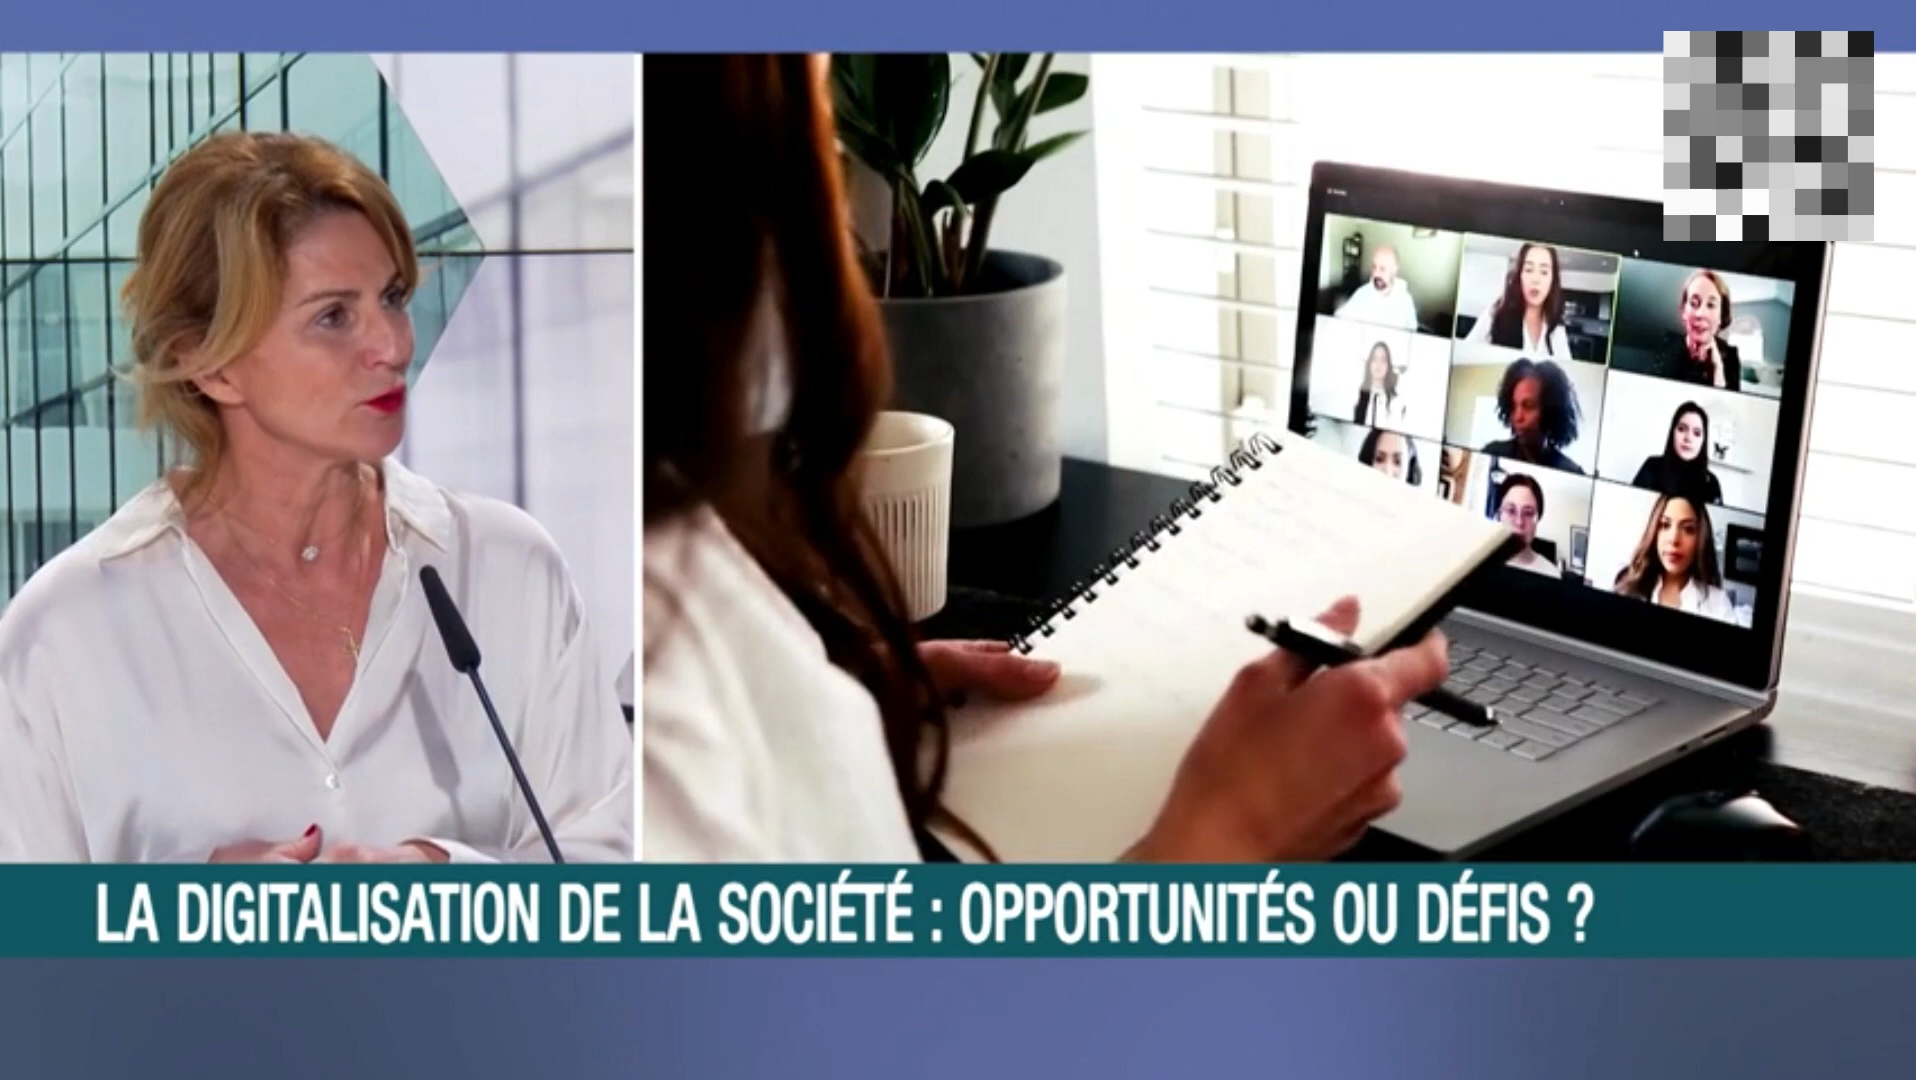 LA DIGITALISATION DE LA SOCIÉTÉ : OPPORTUNITÉS OU DÉFIS ?